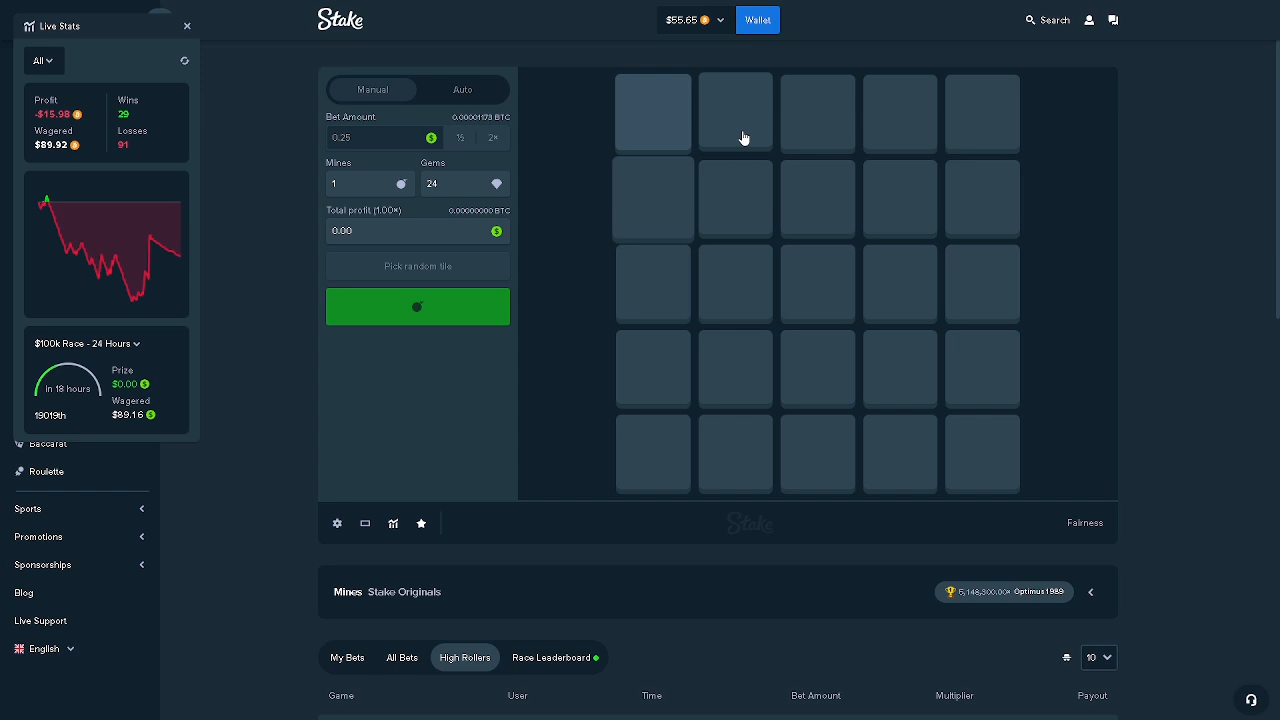 Live Stats
All
Profit
Wins
-$15.98
29
Wagered
Losses
$89.92
91
$100k Race - 24 Hours
In 18 hours
Prize
$0.00
Wagered
19019th
$89.16
Baccarat
Roulette
Sports
Promotions
Sponsorships
Blog
Live Support
English
Stake
$55.65
Wallet
Search
Manual
Auto
Bet Amount
0.00001173 BTC
0.25
½
2×
Mines
Gems
1
24
Total profit (1.00×)
0.00000000 BTC
0.00
Pick random tile
Stake
Fairness
Mines Stake Originals
5,148,300.00× Optimus1989
My Bets
All Bets
High Rollers
Race Leaderboard
10
Game
User
Time
Bet Amount
Multiplier
Payout